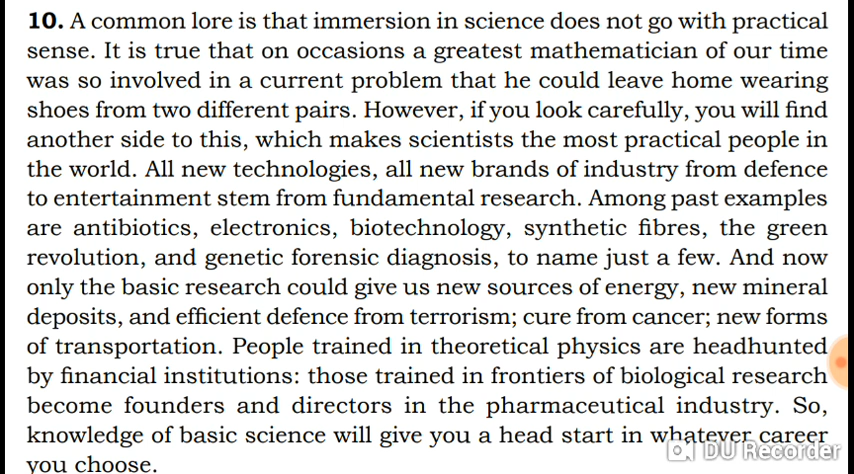 10. A common lore is that immersion in science does not go with practical
sense. It is true that on occasions a greatest mathematician of our time
was so involved in a current problem that he could leave home wearing
shoes from two different pairs. However, if you look carefully, you will find
another side to this, which makes scientists the most practical people in
the world. All new technologies, all new brands of industry from defence
to entertainment stem from fundamental research. Among past examples
are antibiotics, electronics, biotechnology, synthetic fibres, the green
revolution, and genetic forensic diagnosis, to name just a few. And now
only the basic research could give us new sources of energy, new mineral
deposits, and efficient defence from terrorism; cure from cancer; new forms
of transportation. People trained in theoretical physics are headhunted
by financial institutions: those trained in frontiers of biological research
become founders and directors in the pharmaceutical industry. So,
knowledge of basic science will give you a head start in whatever career
you choose.
DU Recorder